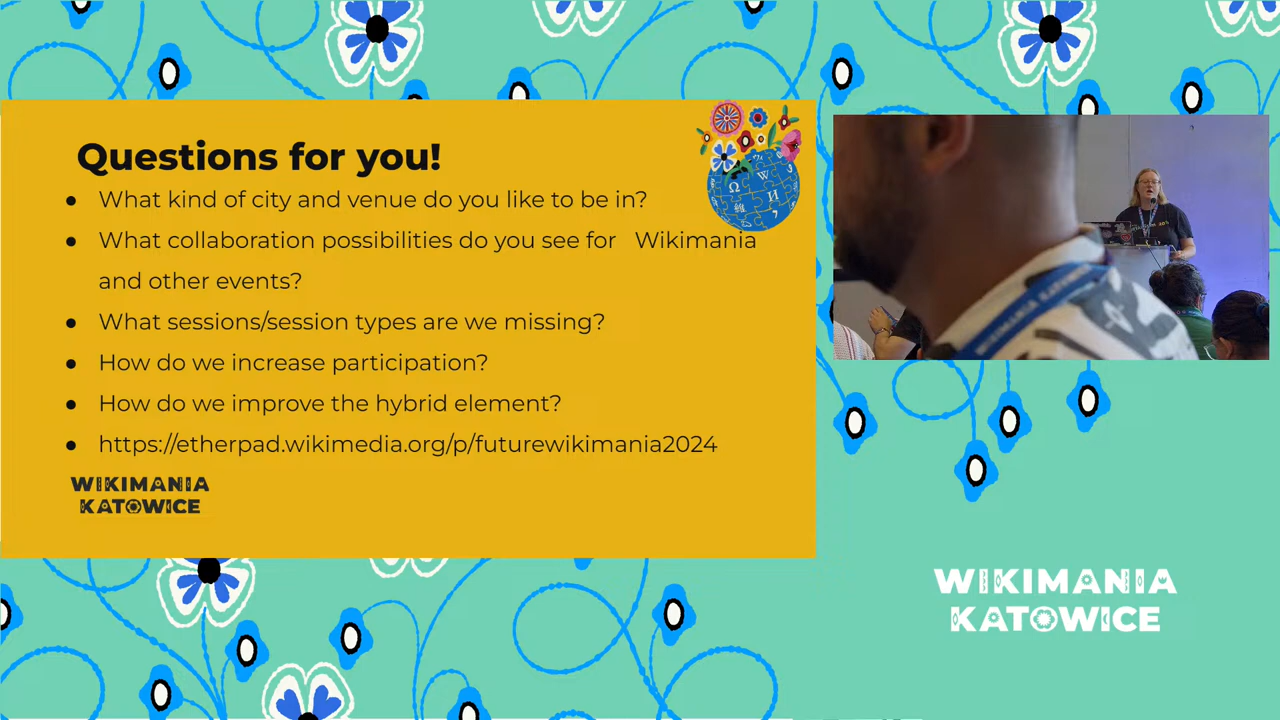 Questions for you!
● What kind of city and venue do you like to be in?
● What collaboration possibilities do you see for Wikimania
and other events?
● What sessions/session types are we missing?
● How do we increase participation?
● How do we improve the hybrid element?
● https://etherpad.wikimedia.org/p/futurewikimania2024
WIKIMANIA
KATOWICE
Ω
W
И
WIKIMANIA
KATOWICE